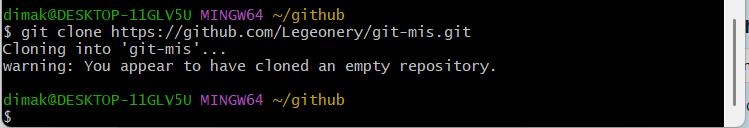 dimak@DESKTOP-11GLV5U MINGW64 ~/github
$ git clone https://github.com/Legeonery/git-mis.git
Cloning into 'git-mis'...
warning: You appear to have cloned an empty repository.
dimak@DESKTOP-11GLV5U MINGW64 ~/github
$